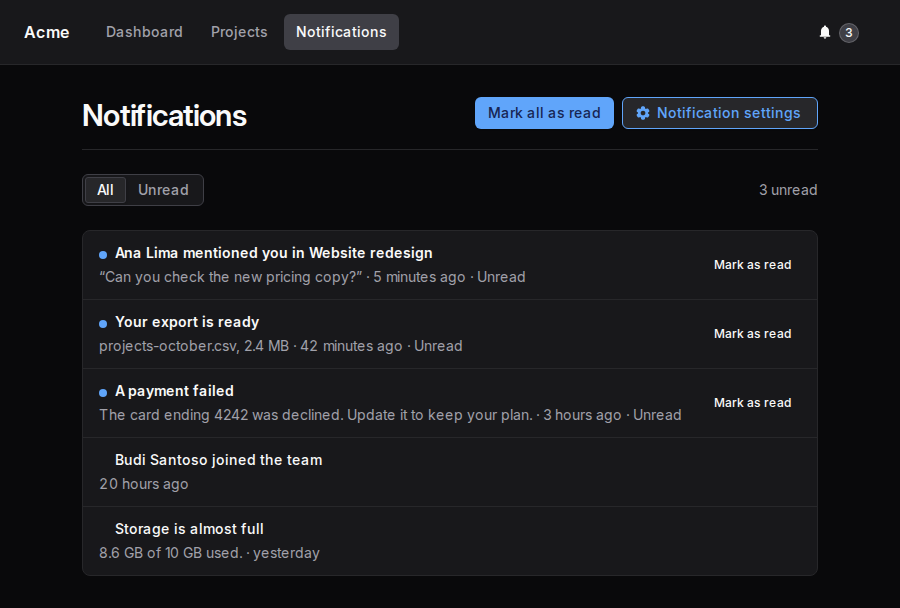 Acme Dashboard Projects Notifications 3
Notifications Mark all as read Notification settings
All Unread 3 unread
Ana Lima mentioned you in Website redesign
“Can you check the new pricing copy?” · 5 minutes ago · Unread
Mark as read
Your export is ready
projects-october.csv, 2.4 MB · 42 minutes ago · Unread
Mark as read
A payment failed
The card ending 4242 was declined. Update it to keep your plan. · 3 hours ago · Unread
Mark as read
Budi Santoso joined the team
20 hours ago
Storage is almost full
8.6 GB of 10 GB used. · yesterday